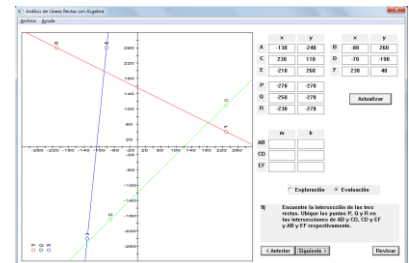 Análisis de Líneas Rectas con Algebra
Archivo Ayuda
x y x y
A -130 -240 B -80 260
C 230 110 D -70 -190
E -210 260 F 230 40
P -270 -270
Q -250 -270
R -230 -270
Actualizar
m b
AB
CD
EF
Exploración Evaluación
9) Encuentre la intersección de las tres
rectas. Ubique los puntos P, Q y R en
las intersecciones de AB y CD, CD y EF
y AB y EF respectivamente.
< Anterior Siguiente > Revisar
E B
C
F
D
A
P Q R